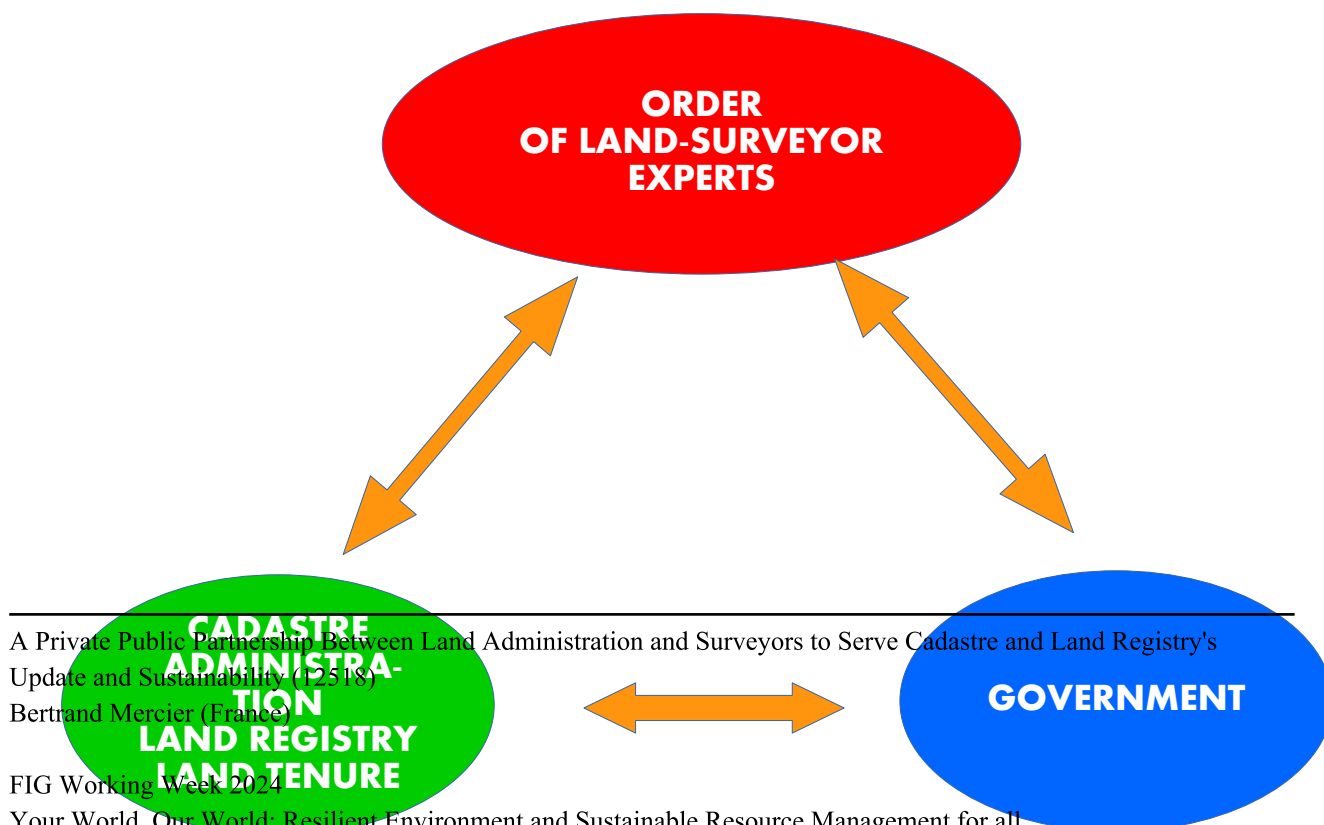 ORDER
OF LAND-SURVEYOR
EXPERTS
CADASTRE
ADMINISTRA-
TION
LAND REGISTRY
LAND TENURE
GOVERNMENT
A Private Public Partnership Between Land Administration and Surveyors to Serve Cadastre and Land Registry's
Update and Sustainability (12518)
Bertrand Mercier (France)
FIG Working Week 2024
Your World, Our World: Resilient Environment and Sustainable Resource Management for all